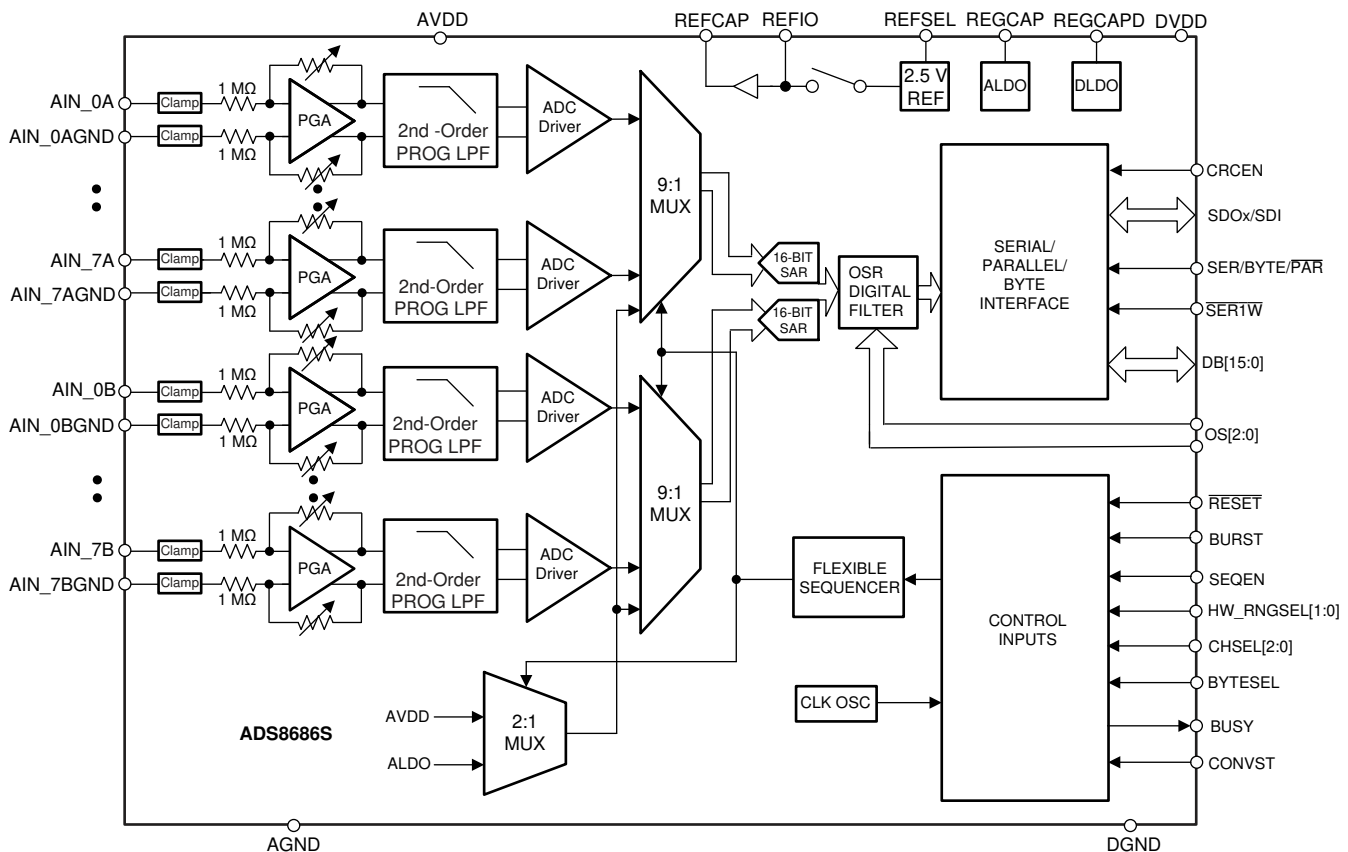 AVDD
REFCAP
REFIO
REFSEL
REGCAP
REGCAPD
DVDD
2.5 V
REF
ALDO
DLDO
AIN_0A
Clamp
1 MΩ
PGA
2nd -Order
PROG LPF
ADC
Driver
AIN_0AGND
Clamp
1 MΩ
AIN_7A
Clamp
1 MΩ
PGA
2nd-Order
PROG LPF
ADC
Driver
AIN_7AGND
Clamp
1 MΩ
9:1
MUX
AIN_0B
Clamp
1 MΩ
PGA
2nd-Order
PROG LPF
ADC
Driver
AIN_0BGND
Clamp
1 MΩ
AIN_7B
Clamp
1 MΩ
PGA
2nd-Order
PROG LPF
ADC
Driver
AIN_7BGND
Clamp
1 MΩ
9:1
MUX
16-BIT
SAR
16-BIT
SAR
OSR
DIGITAL
FILTER
SERIAL/
PARALLEL/
BYTE
INTERFACE
CRCEN
SDOx/SDI
SER/BYTE/PAR
SER1W
DB[15:0]
OS[2:0]
FLEXIBLE
SEQUENCER
CLK OSC
CONTROL
INPUTS
RESET
BURST
SEQEN
HW_RNGSEL[1:0]
CHSEL[2:0]
BYTESEL
BUSY
CONVST
ADS8686S
AVDD
ALDO
2:1
MUX
AGND
DGND